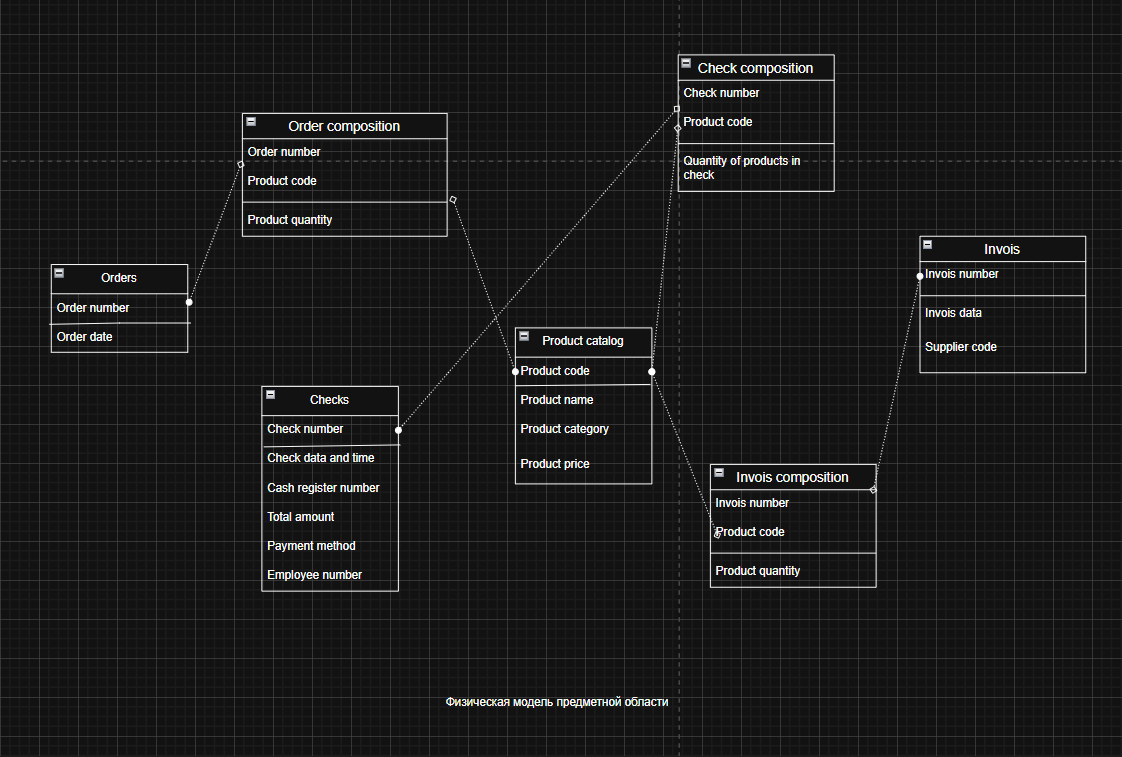 Check composition
Check number
Product code
Quantity of products in
check
Order composition
Order number
Product code
Product quantity
Invois
Invois number
Invois data
Supplier code
Orders
Order number
Order date
Product catalog
Product code
Product name
Product category
Product price
Checks
Check number
Check data and time
Cash register number
Total amount
Payment method
Employee number
Invois composition
Invois number
Product code
Product quantity
Физическая модель предметной области